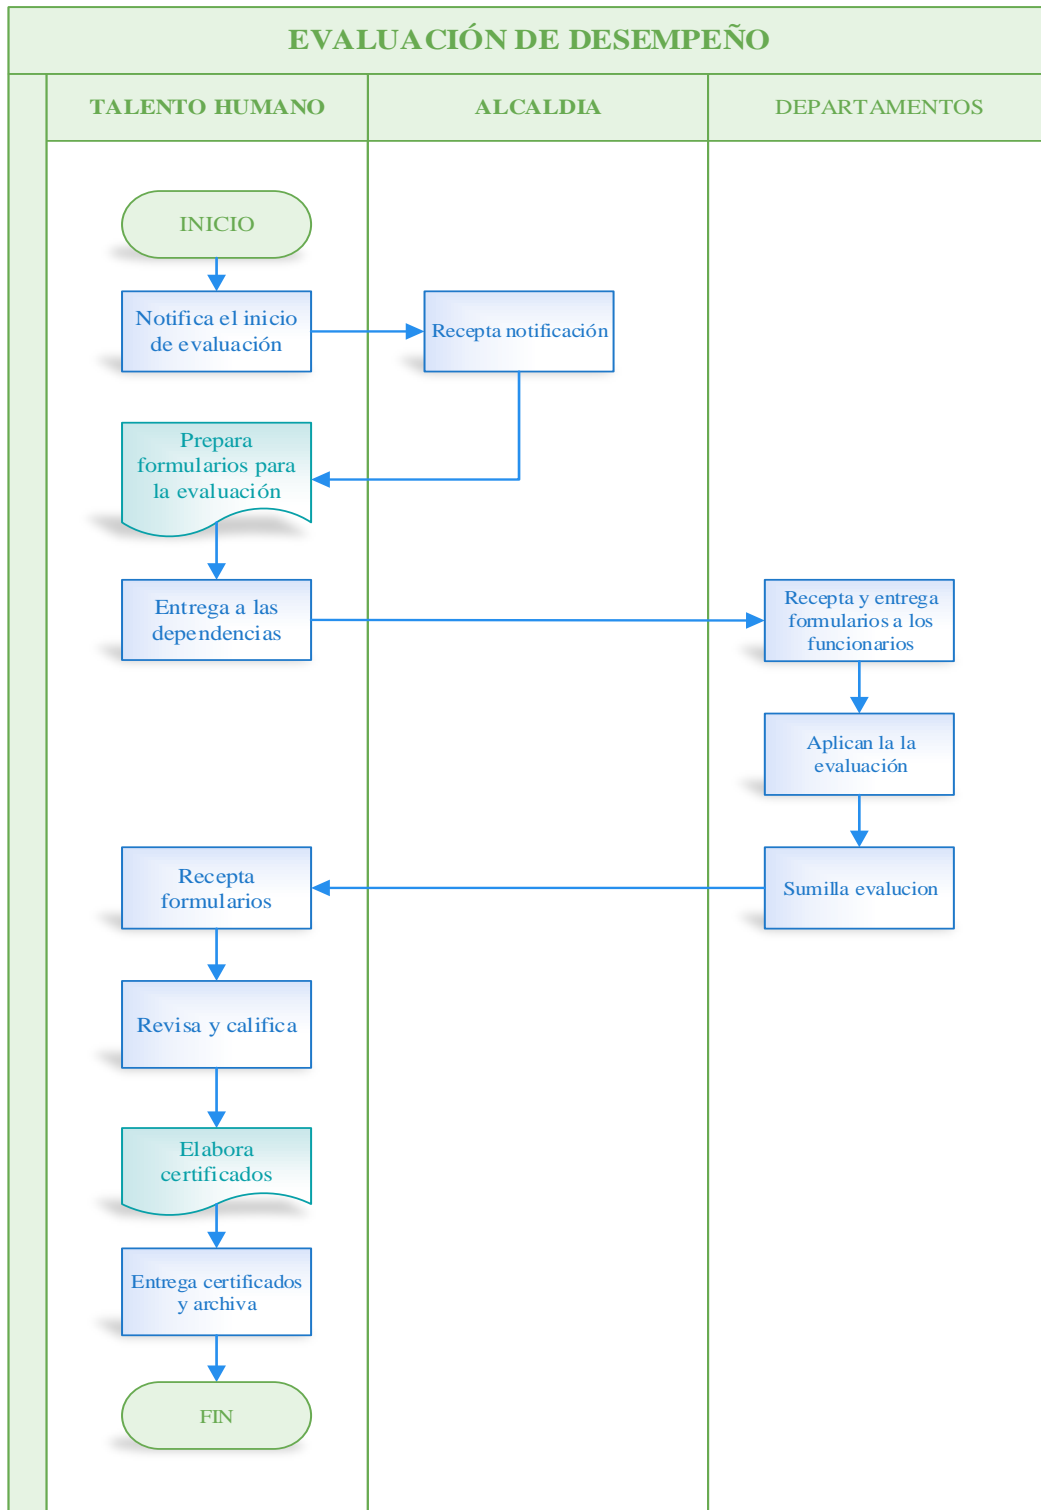 EVALUACIÓN DE DESEMPEÑO
TALENTO HUMANO
ALCALDIA
DEPARTAMENTOS
INICIO
Notifica el inicio
de evaluación
Recepta notificación
Prepara
formularios para
la evaluación
Entrega a las
dependencias
Recepta y entrega
formularios a los
funcionarios
Aplican la la
evaluación
Sumilla evalucion
Recepta
formularios
Revisa y califica
Elabora
certificados
Entrega certificados
y archiva
FIN